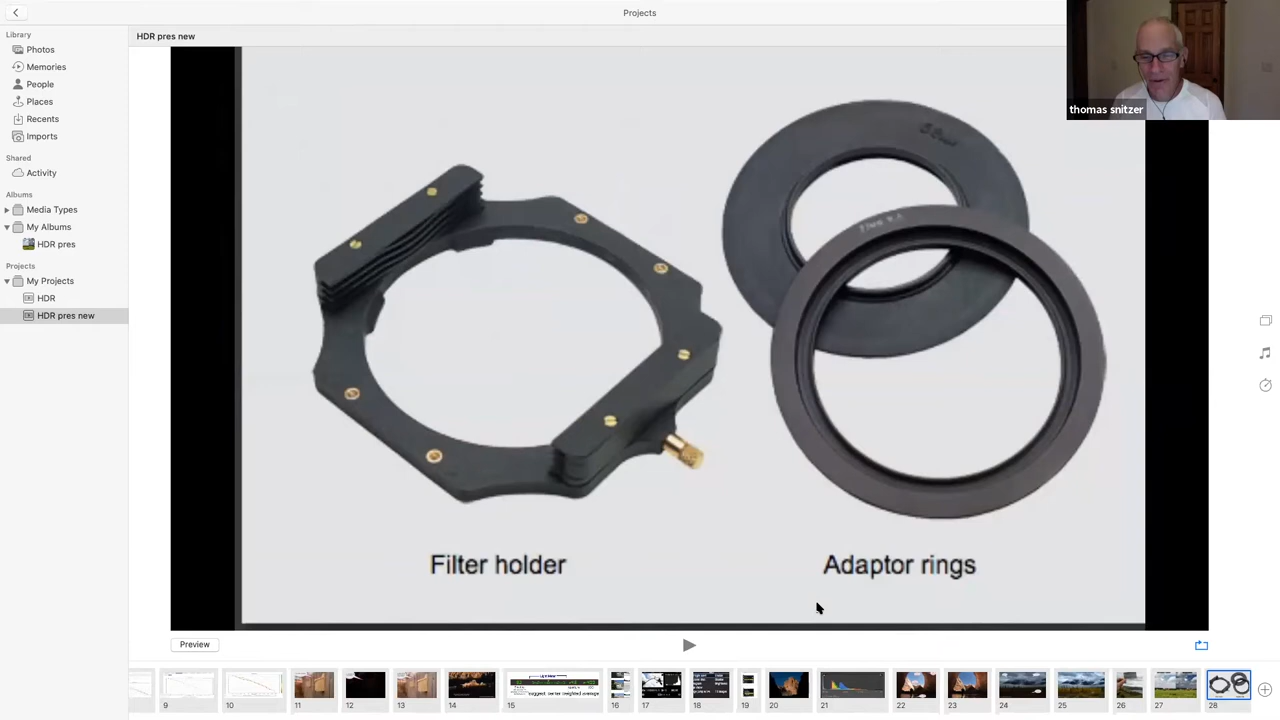 Projects
Library
Photos
Memories
People
Places
Recents
Imports
Shared
Activity
Albums
Media Types
My Albums
HDR pres
Projects
My Projects
HDR
HDR pres new
HDR pres new
thomas snitzer
Filter holder
Adaptor rings
Preview
9
10
11
12
13
14
15
16
17
18
19
20
21
22
23
24
25
26
27
28